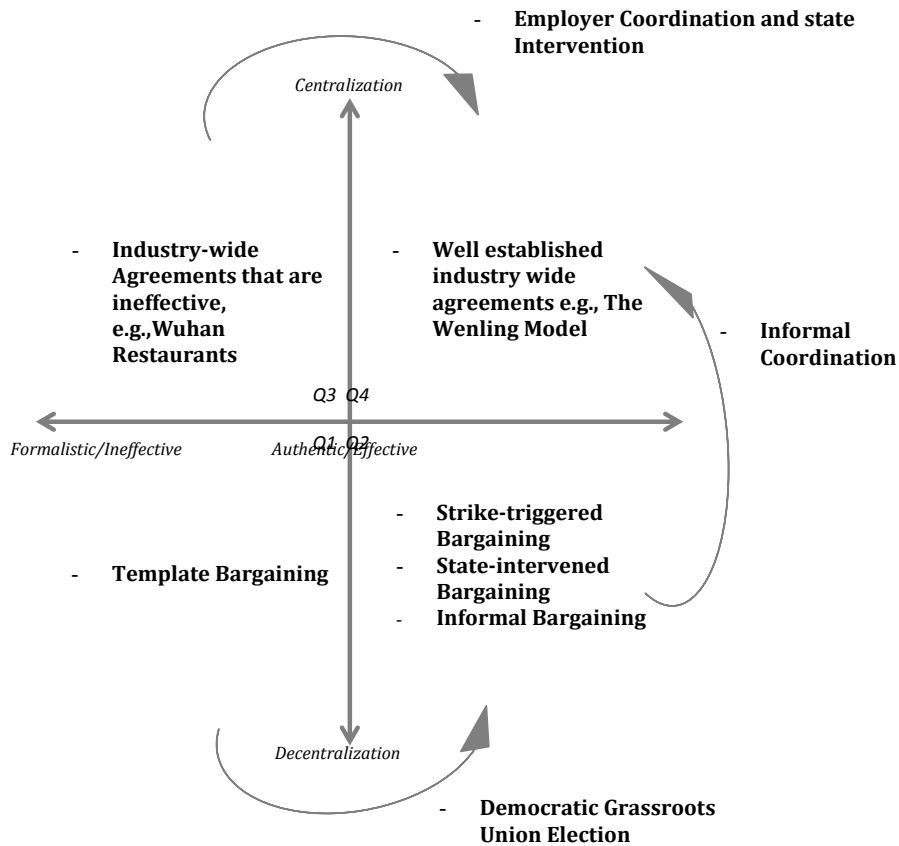 - Employer Coordination and state
Intervention
Centralization
- Industry-wide
Agreements that are
ineffective,
e.g.,Wuhan
Restaurants
- Well established
industry wide
agreements e.g., The
Wenling Model
- Informal
Coordination
Q3 Q4
Q1 Q2
Formalistic/Ineffective
Authentic/Effective
- Strike-triggered
Bargaining
- State-intervened
Bargaining
- Informal Bargaining
- Template Bargaining
Decentralization
- Democratic Grassroots
Union Election